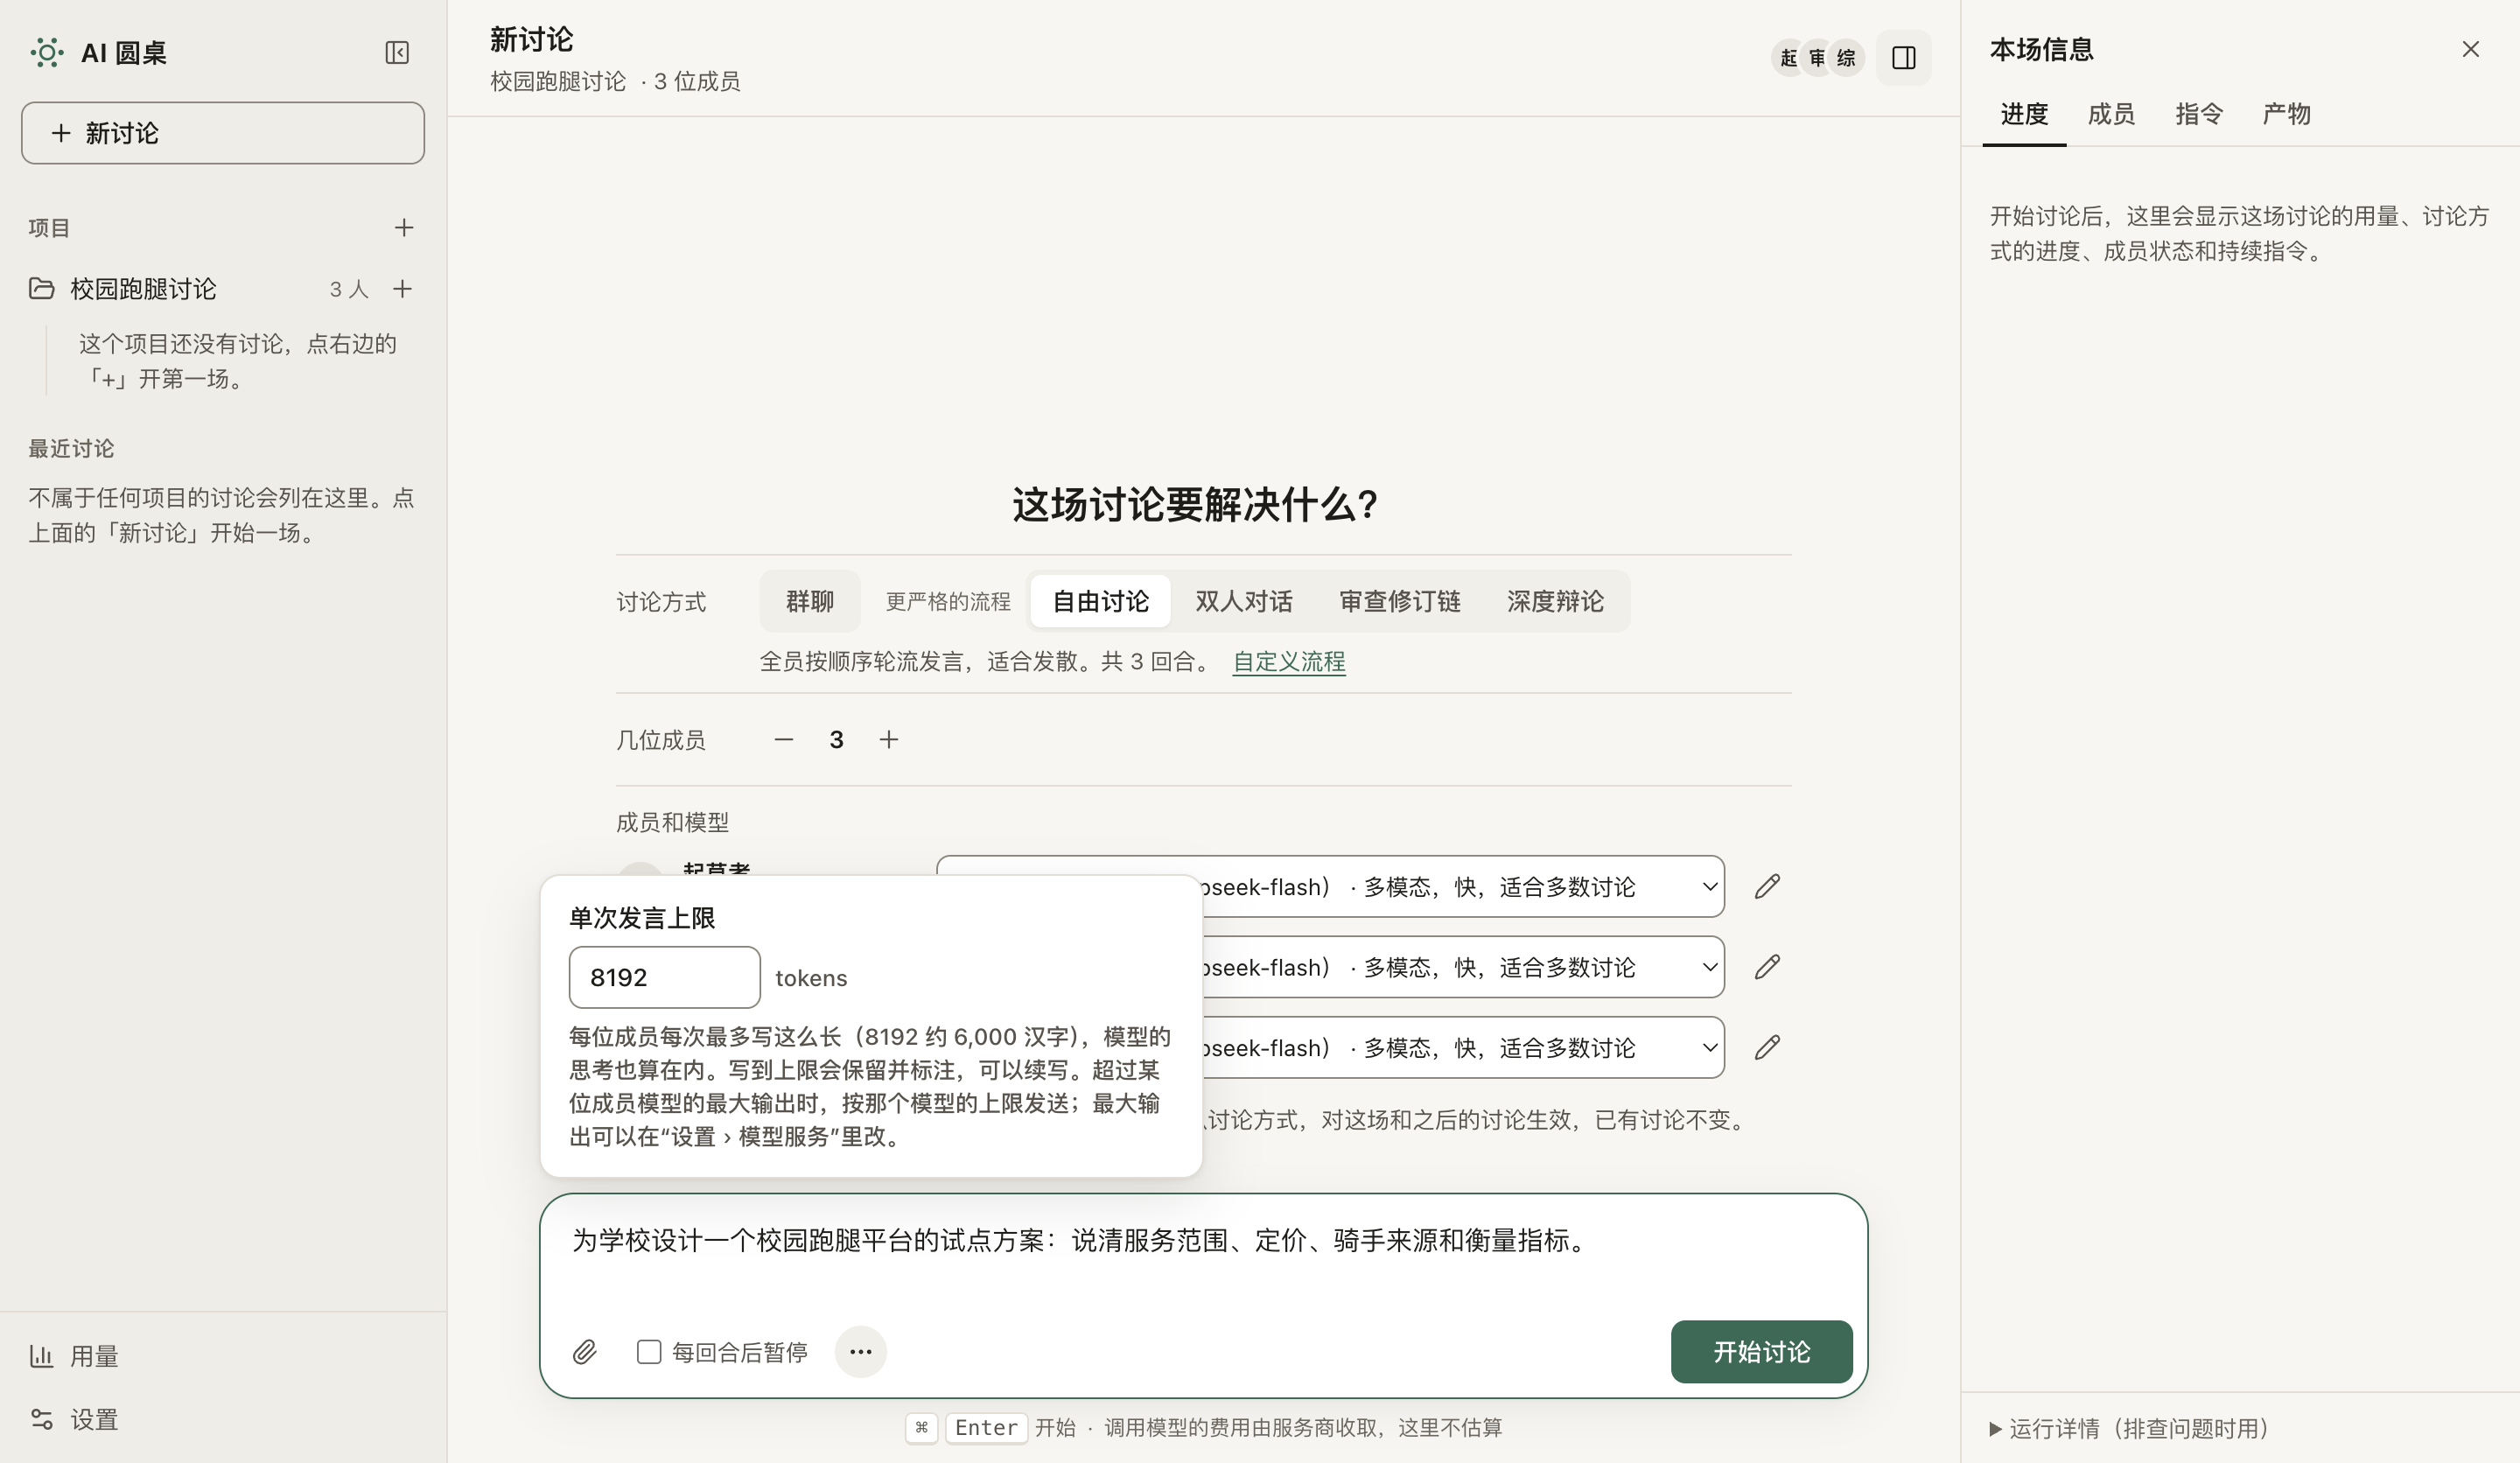 AI 圆桌
新讨论
项目
校园跑腿讨论 3 人
这个项目还没有讨论，点右边的
「+」开第一场。
最近讨论
不属于任何项目的讨论会列在这里。点
上面的「新讨论」开始一场。
用量
设置
新讨论
校园跑腿讨论 · 3 位成员
起 审 综
这场讨论要解决什么？
讨论方式 群聊 更严格的流程 自由讨论 双人对话 审查修订链 深度辩论
全员按顺序轮流发言，适合发散。共 3 回合。 自定义流程
几位成员 3
成员和模型
起草者
seek-flash） · 多模态，快，适合多数讨论
seek-flash） · 多模态，快，适合多数讨论
seek-flash） · 多模态，快，适合多数讨论
讨论方式，对这场和之后的讨论生效，已有讨论不变。
单次发言上限
8192 tokens
每位成员每次最多写这么长（8192 约 6,000 汉字），模型的
思考也算在内。写到上限会保留并标注，可以续写。超过某
位成员模型的最大输出时，按那个模型的上限发送；最大输
出可以在“设置 › 模型服务”里改。
为学校设计一个校园跑腿平台的试点方案：说清服务范围、定价、骑手来源和衡量指标。
每回合后暂停
开始讨论
⌘ Enter 开始 · 调用模型的费用由服务商收取，这里不估算
本场信息
进度 成员 指令 产物
开始讨论后，这里会显示这场讨论的用量、讨论方
式的进度、成员状态和持续指令。
运行详情（排查问题时用）